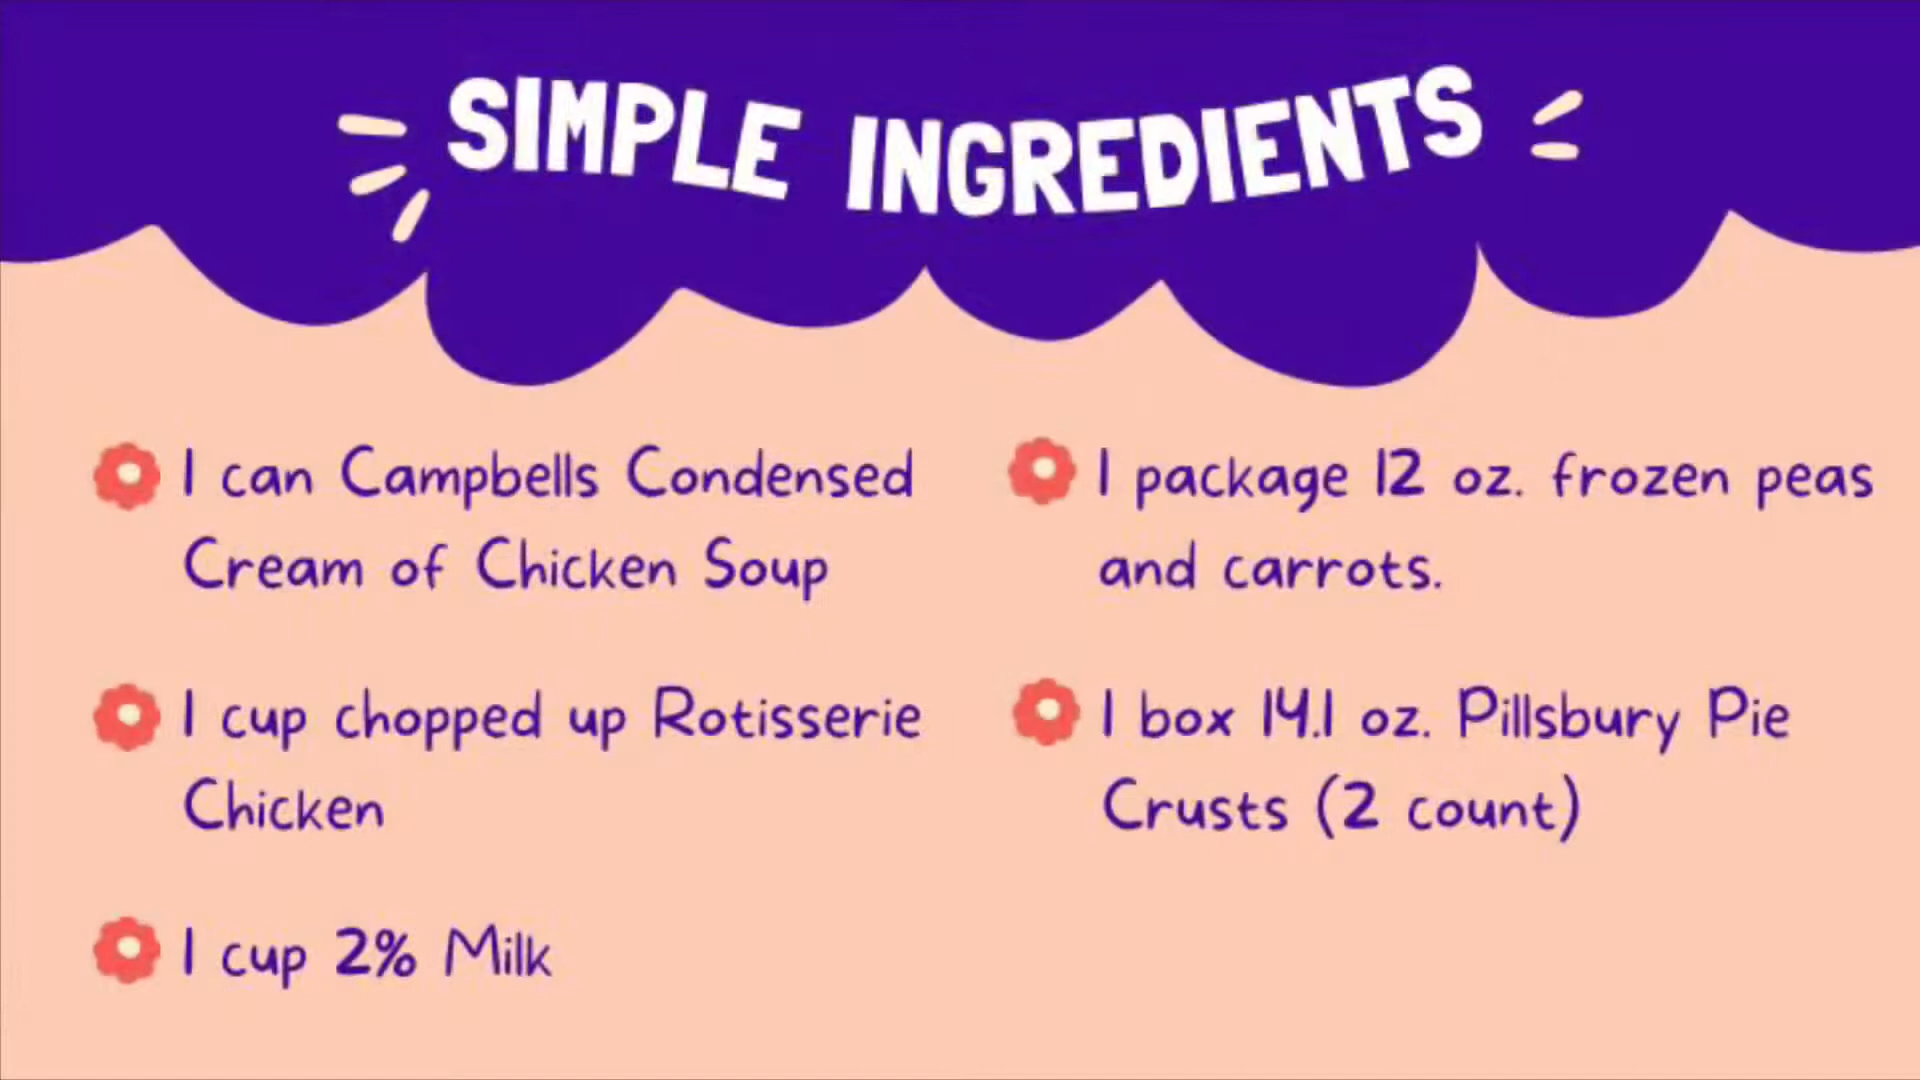 SIMPLE INGREDIENTS
1 can Campbells Condensed
Cream of Chicken Soup
1 cup chopped up Rotisserie
Chicken
1 cup 2% Milk
1 package 12 oz. frozen peas
and carrots.
1 box 14.1 oz. Pillsbury Pie
Crusts (2 count)